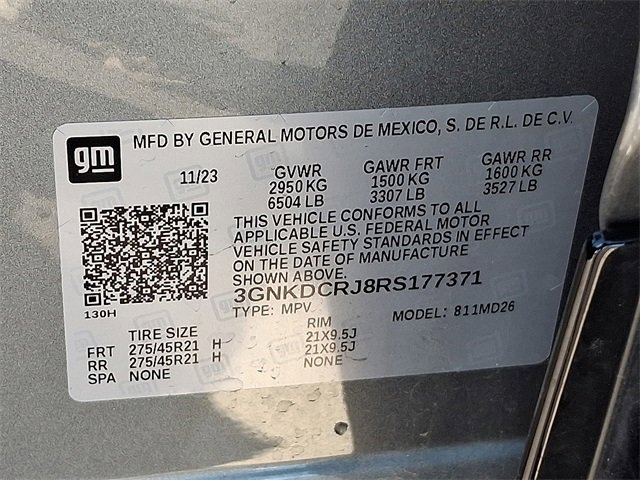 gm
MFD BY GENERAL MOTORS DE MEXICO, S. DE R.L. DE C.V.
11/23 GVWR GAWR FRT GAWR RR
2950 KG 1500 KG 1600 KG
6504 LB 3307 LB 3527 LB
THIS VEHICLE CONFORMS TO ALL
APPLICABLE U.S. FEDERAL MOTOR
VEHICLE SAFETY STANDARDS IN EFFECT
ON THE DATE OF MANUFACTURE
SHOWN ABOVE.
3GNKDCRJ8RS177371
130H TYPE: MPV MODEL: 811MD26
TIRE SIZE RIM
FRT 275/45R21 H 21X9.5J
RR 275/45R21 H 21X9.5J
SPA NONE NONE